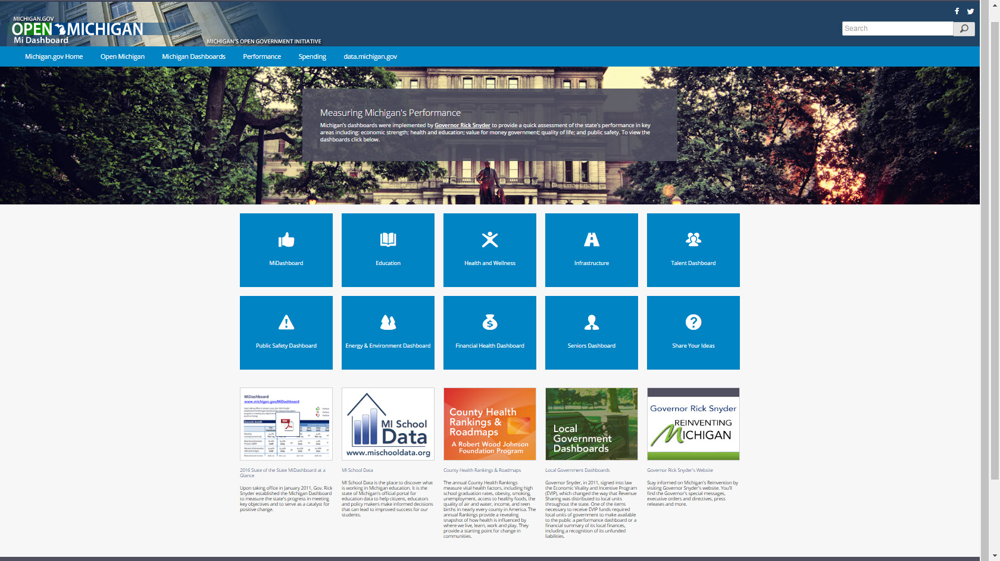 MICHIGAN.GOV
OPEN MICHIGAN
Mi Dashboard
MICHIGAN'S OPEN GOVERNMENT INITIATIVE
Search
Michigan.gov Home
Open Michigan
Michigan Dashboards
Performance
Spending
data.michigan.gov
Measuring Michigan's Performance
Michigan's dashboards were implemented by Governor Rick Snyder to provide a quick assessment of the state's performance in key
areas including: economic strength; health and education; value for money government; quality of life; and public safety. To view the
dashboards click below.
MiDashboard
Education
Health and Wellness
Infrastructure
Talent Dashboard
Public Safety Dashboard
Energy & Environment Dashboard
Financial Health Dashboard
Seniors Dashboard
Share Your Ideas
MiDashboard
www.michigan.gov/MiDashboard
Economic Growth
PDF
MI School
Data
www.mischooldata.org
County Health
Rankings &
Roadmaps
A Robert Wood Johnson
Foundation Program
Local
Government
Dashboards
Governor Rick Snyder
REINVENTING
MICHIGAN
2016 State of the State MiDashboard at a
Glance
Upon taking office in January 2011, Gov. Rick
Snyder established the Michigan Dashboard
to measure the state's progress in meeting
key objectives and to serve as a catalyst for
positive change.
MI School Data
MI School Data is the place to discover what
is working in Michigan education. It is the
state of Michigan's official portal for
education data to help citizens, educators
and policy makers make informed decisions
that can lead to improved success for our
students.
County Health Rankings & Roadmaps
The annual County Health Rankings
measure vital health factors, including high
school graduation rates, obesity, smoking,
unemployment, access to healthy foods, the
quality of air and water, income, and teen
births in nearly every county in America. The
annual Rankings provide a revealing
snapshot of how health is influenced by
where we live, learn, work and play. They
provide a starting point for change in
communities.
Local Government Dashboards
Governor Snyder, in 2011, signed into law
the Economic Vitality and Incentive Program
(EVIP), which changed the way that Revenue
Sharing was distributed to local units
throughout the state. One of the items
necessary to receive EVIP funds required
local units of government to make available
to the public a performance dashboard or a
financial summary of its local finances,
including a recognition of its unfunded
liabilities.
Governor Rick Snyder's Website
Stay informed on Michigan's Reinvention by
visiting Governor Snyder's website. You'll
find the Governor's special messages,
executive orders and directives, press
releases and more.